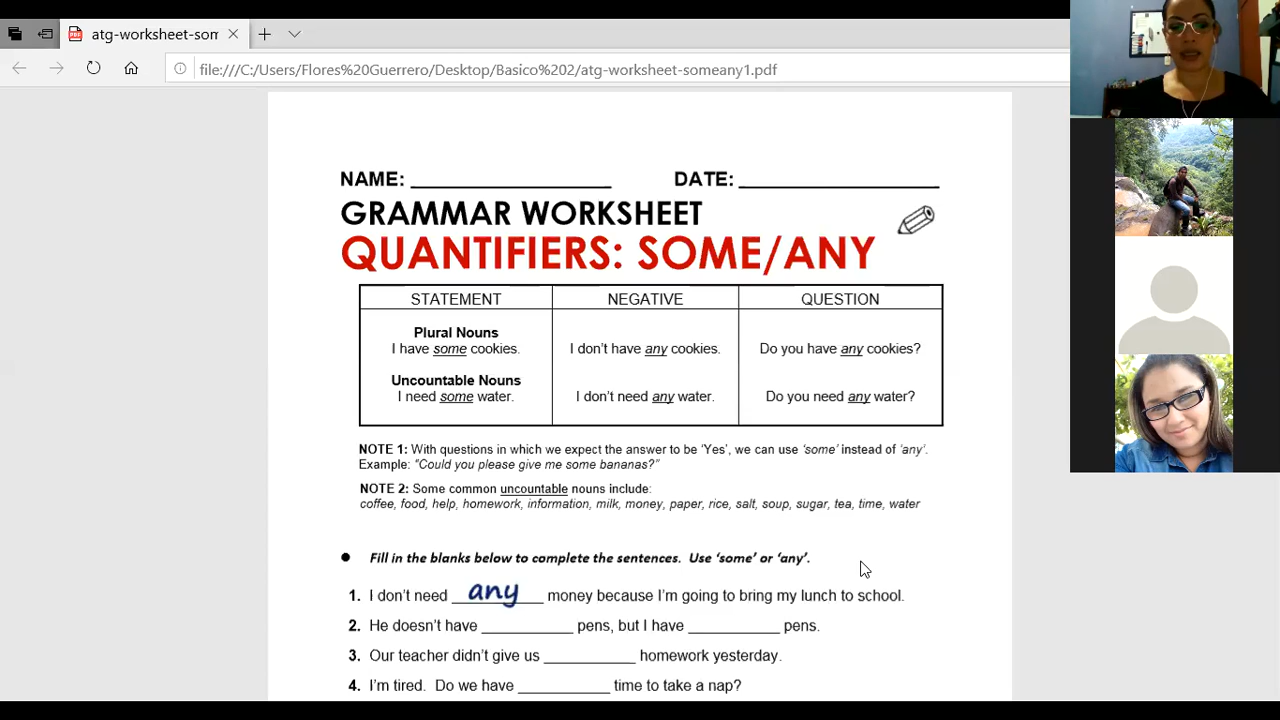 atg-worksheet-som
file:///C:/Users/Flores%20Guerrero/Desktop/Basico%202/atg-worksheet-someany1.pdf
NAME: ____________________ DATE: ____________________
GRAMMAR WORKSHEET
QUANTIFIERS: SOME/ANY
STATEMENT NEGATIVE QUESTION
Plural Nouns
I have some cookies. I don't have any cookies. Do you have any cookies?
Uncountable Nouns
I need some water. I don't need any water. Do you need any water?
NOTE 1: With questions in which we expect the answer to be 'Yes', we can use 'some' instead of 'any'.
Example: "Could you please give me some bananas?"
NOTE 2: Some common uncountable nouns include:
coffee, food, help, homework, information, milk, money, paper, rice, salt, soup, sugar, tea, time, water
● Fill in the blanks below to complete the sentences. Use 'some' or 'any'.
1. I don't need any money because I'm going to bring my lunch to school.
2. He doesn't have __________ pens, but I have __________ pens.
3. Our teacher didn't give us __________ homework yesterday.
4. I'm tired. Do we have __________ time to take a nap?